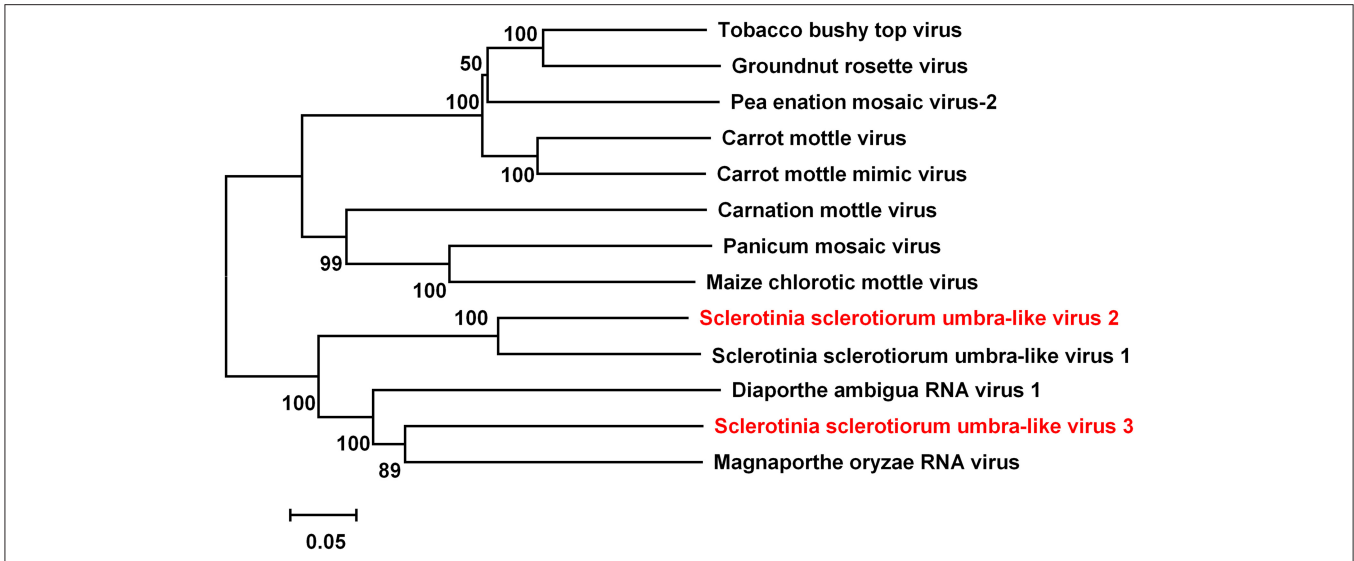 100
Tobacco bushy top virus
50
Groundnut rosette virus
100
Pea enation mosaic virus-2
Carrot mottle virus
100
Carrot mottle mimic virus
Carnation mottle virus
99
Panicum mosaic virus
100
Maize chlorotic mottle virus
100
Sclerotinia sclerotiorum umbra-like virus 2
Sclerotinia sclerotiorum umbra-like virus 1
100
Diaporthe ambigua RNA virus 1
100
Sclerotinia sclerotiorum umbra-like virus 3
89
Magnaporthe oryzae RNA virus
0.05